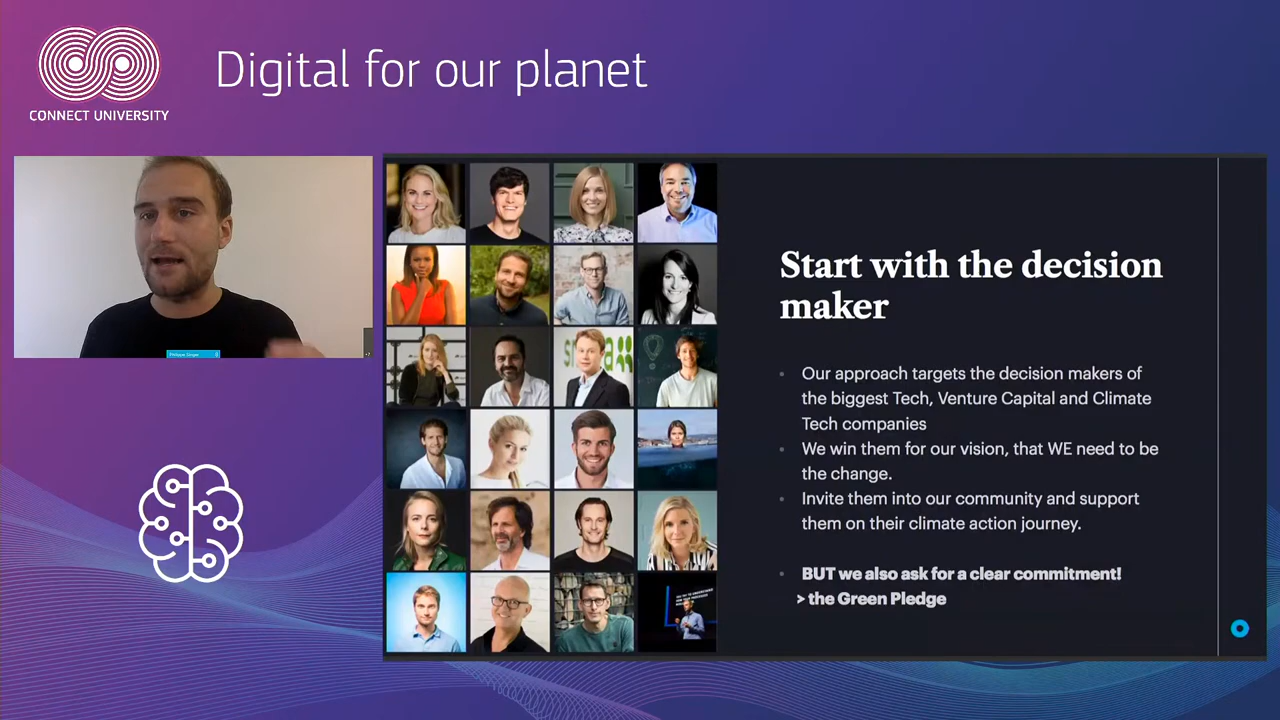 CONNECT UNIVERSITY
Digital for our planet
Start with the decision
maker
Our approach targets the decision makers of
the biggest Tech, Venture Capital and Climate
Tech companies
We win them for our vision, that WE need to be
the change.
Invite them into our community and support
them on their climate action journey.
BUT we also ask for a clear commitment!
> the Green Pledge